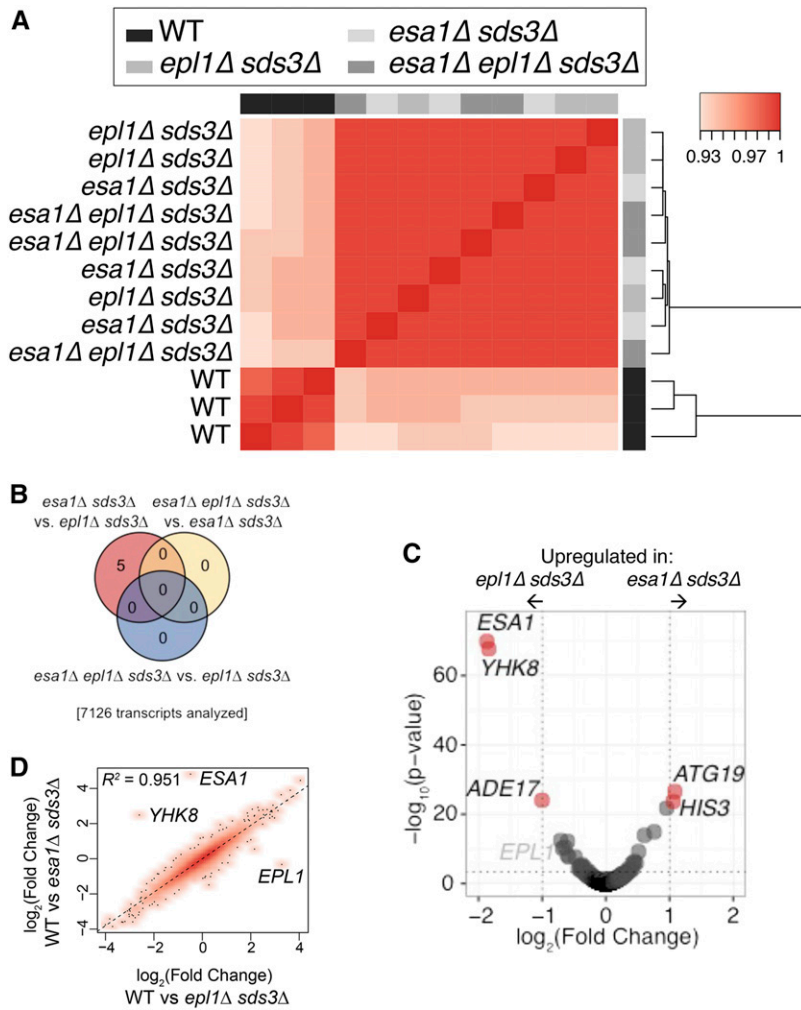 A
WT
esa1Δ sds3Δ
epl1Δ sds3Δ
esa1Δ epl1Δ sds3Δ
0.93 0.97 1
epl1Δ sds3Δ
epl1Δ sds3Δ
esa1Δ sds3Δ
esa1Δ epl1Δ sds3Δ
esa1Δ epl1Δ sds3Δ
esa1Δ sds3Δ
epl1Δ sds3Δ
esa1Δ sds3Δ
esa1Δ epl1Δ sds3Δ
WT
WT
WT
B
esa1Δ sds3Δ
vs. epl1Δ sds3Δ
esa1Δ epl1Δ sds3Δ
vs. esa1Δ sds3Δ
5
0
0
0
0
0
0
esa1Δ epl1Δ sds3Δ vs. epl1Δ sds3Δ
[7126 transcripts analyzed]
C
Upregulated in:
epl1Δ sds3Δ esa1Δ sds3Δ
← →
ESA1
YHK8
ADE17
ATG19
HIS3
EPL1
60
40
20
0
−log10(p−value)
−2 −1 0 1 2
log2(Fold Change)
D
R2 = 0.951
ESA1
YHK8
EPL1
4
2
0
−2
−4
log2(Fold Change)
WT vs esa1Δ sds3Δ
−4 −2 0 2 4
log2(Fold Change)
WT vs epl1Δ sds3Δ